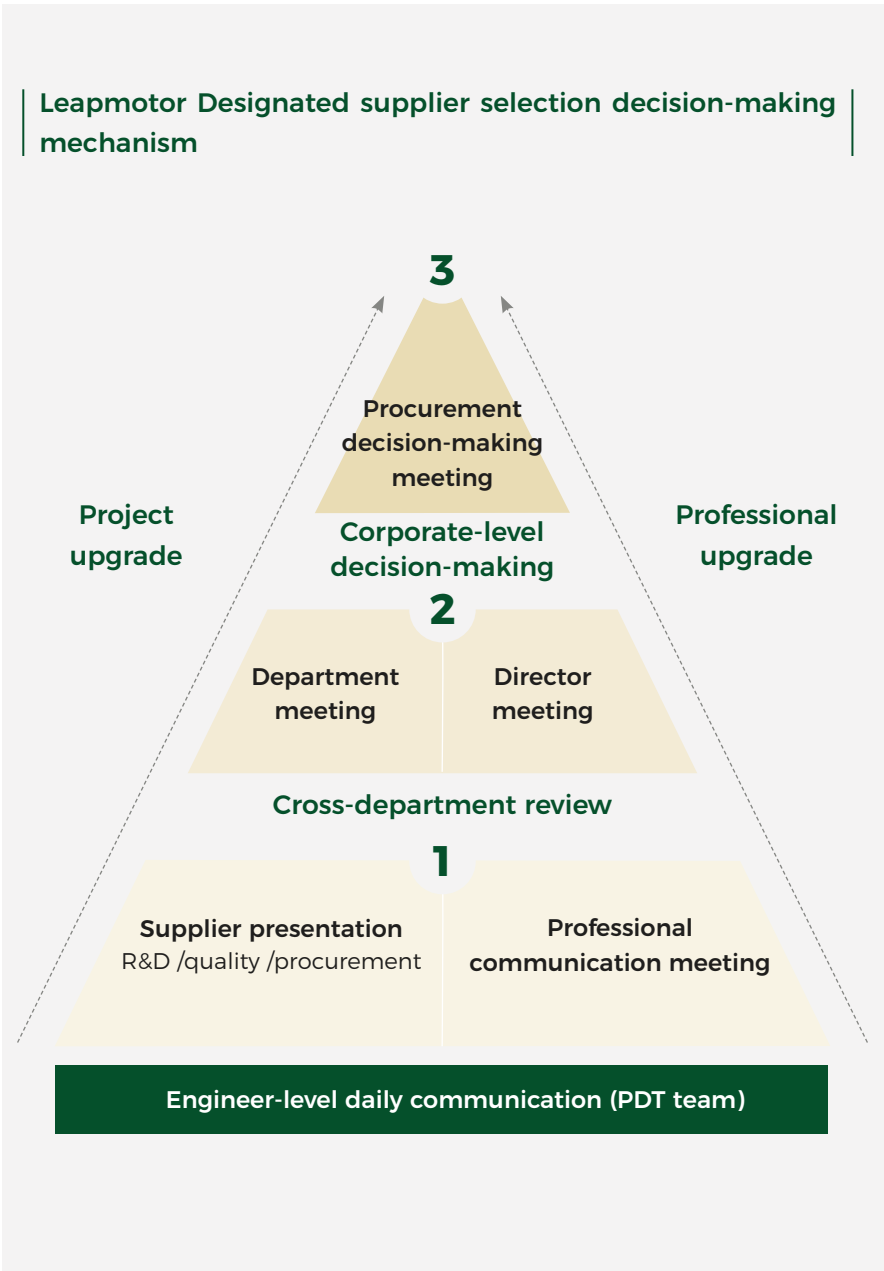 Leapmotor Designated supplier selection decision-making
mechanism
3
Procurement
decision-making
meeting
Project
upgrade
Professional
upgrade
Corporate-level
decision-making
2
Department
meeting
Director
meeting
Cross-department review
1
Supplier presentation
R&D /quality /procurement
Professional
communication meeting
Engineer-level daily communication (PDT team)